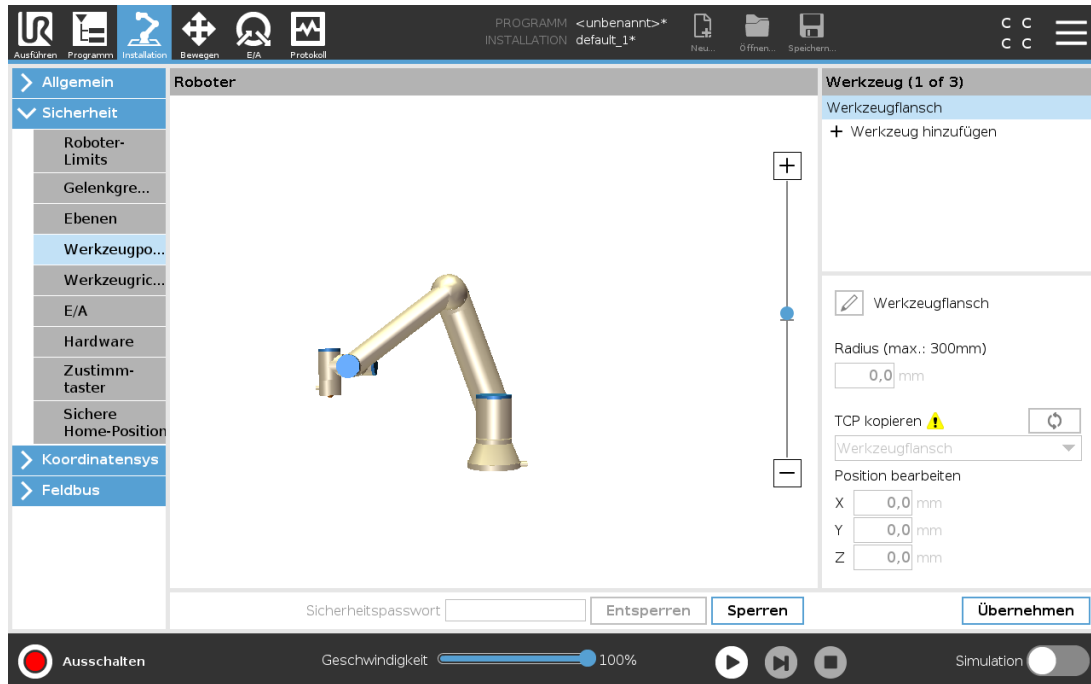 PROGRAMM <unbenannt>*
INSTALLATION default_1*
Ausführen Programm Installation Bewegen E/A Protokoll
Neu... Öffnen... Speichern...
C C
C C
Allgemein
Sicherheit
Roboter-
Limits
Gelenkgre...
Ebenen
Werkzeugpo...
Werkzeugric...
E/A
Hardware
Zustimm-
taster
Sichere
Home-Position
Koordinatensys
Feldbus
Roboter
Werkzeug (1 of 3)
Werkzeugflansch
+ Werkzeug hinzufügen
Werkzeugflansch
Radius (max.: 300mm)
0,0 mm
TCP kopieren
Werkzeugflansch
Position bearbeiten
X 0,0 mm
Y 0,0 mm
Z 0,0 mm
Sicherheitspasswort Entsperren Sperren Übernehmen
Ausschalten Geschwindigkeit 100% Simulation